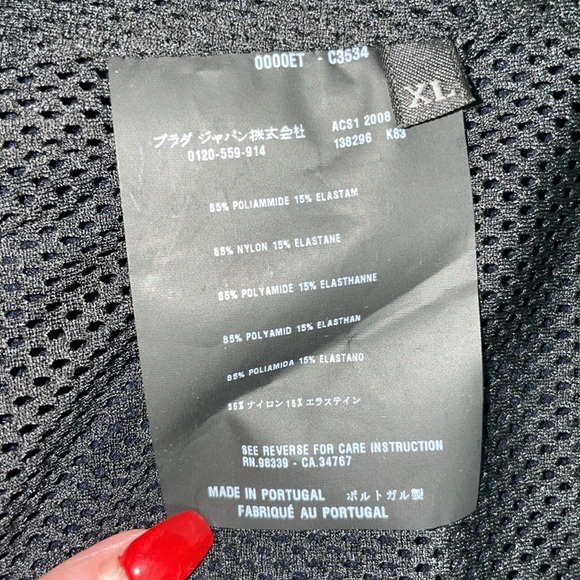 0000ET - C3534
XL
プラダ ジャパン株式会社 ACS1 2008
0120-559-914 138296 K83
85% POLIAMMIDE 15% ELASTAM
85% NYLON 15% ELASTANE
85% POLYAMIDE 15% ELASTHANNE
85% POLYAMID 15% ELASTHAN
85% POLIAMIDA 15% ELASTANO
85% ナイロン 15% エラステイン
SEE REVERSE FOR CARE INSTRUCTION
RN.98339 - CA.34767
MADE IN PORTUGAL ポルトガル製
FABRIQUÉ AU PORTUGAL